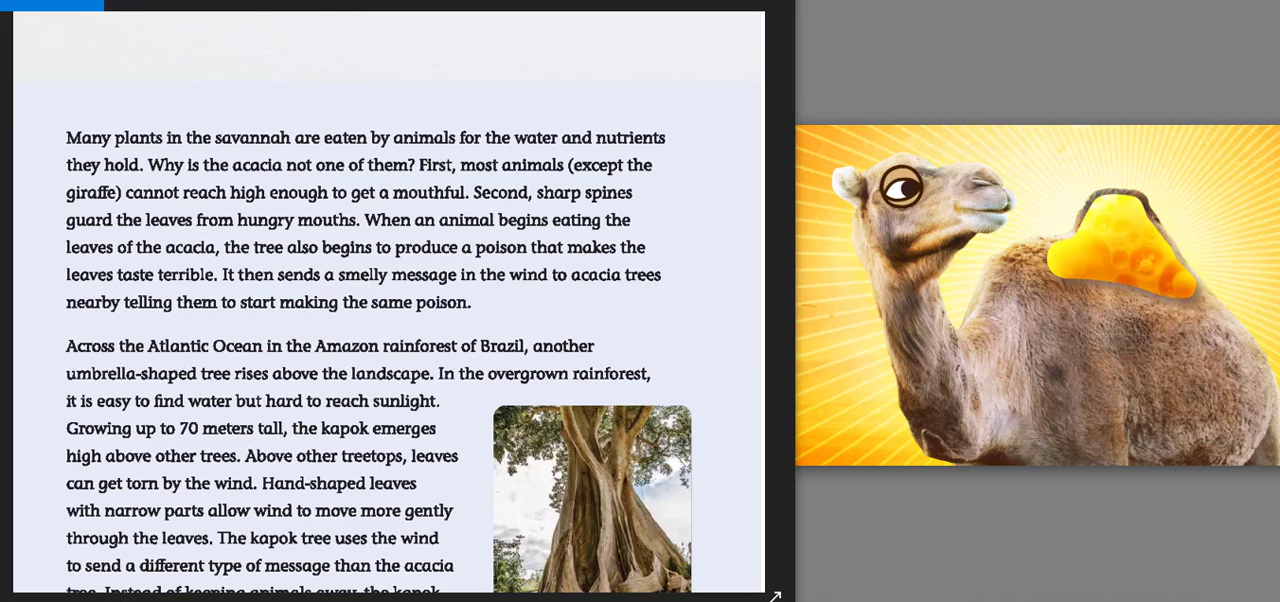 Many plants in the savannah are eaten by animals for the water and nutrients
they hold. Why is the acacia not one of them? First, most animals (except the
giraffe) cannot reach high enough to get a mouthful. Second, sharp spines
guard the leaves from hungry mouths. When an animal begins eating the
leaves of the acacia, the tree also begins to produce a poison that makes the
leaves taste terrible. It then sends a smelly message in the wind to acacia trees
nearby telling them to start making the same poison.
Across the Atlantic Ocean in the Amazon rainforest of Brazil, another
umbrella-shaped tree rises above the landscape. In the overgrown rainforest,
it is easy to find water but hard to reach sunlight.
Growing up to 70 meters tall, the kapok emerges
high above other trees. Above other treetops, leaves
can get torn by the wind. Hand-shaped leaves
with narrow parts allow wind to move more gently
through the leaves. The kapok tree uses the wind
to send a different type of message than the acacia
tree. Instead of keeping animals away, the kapok